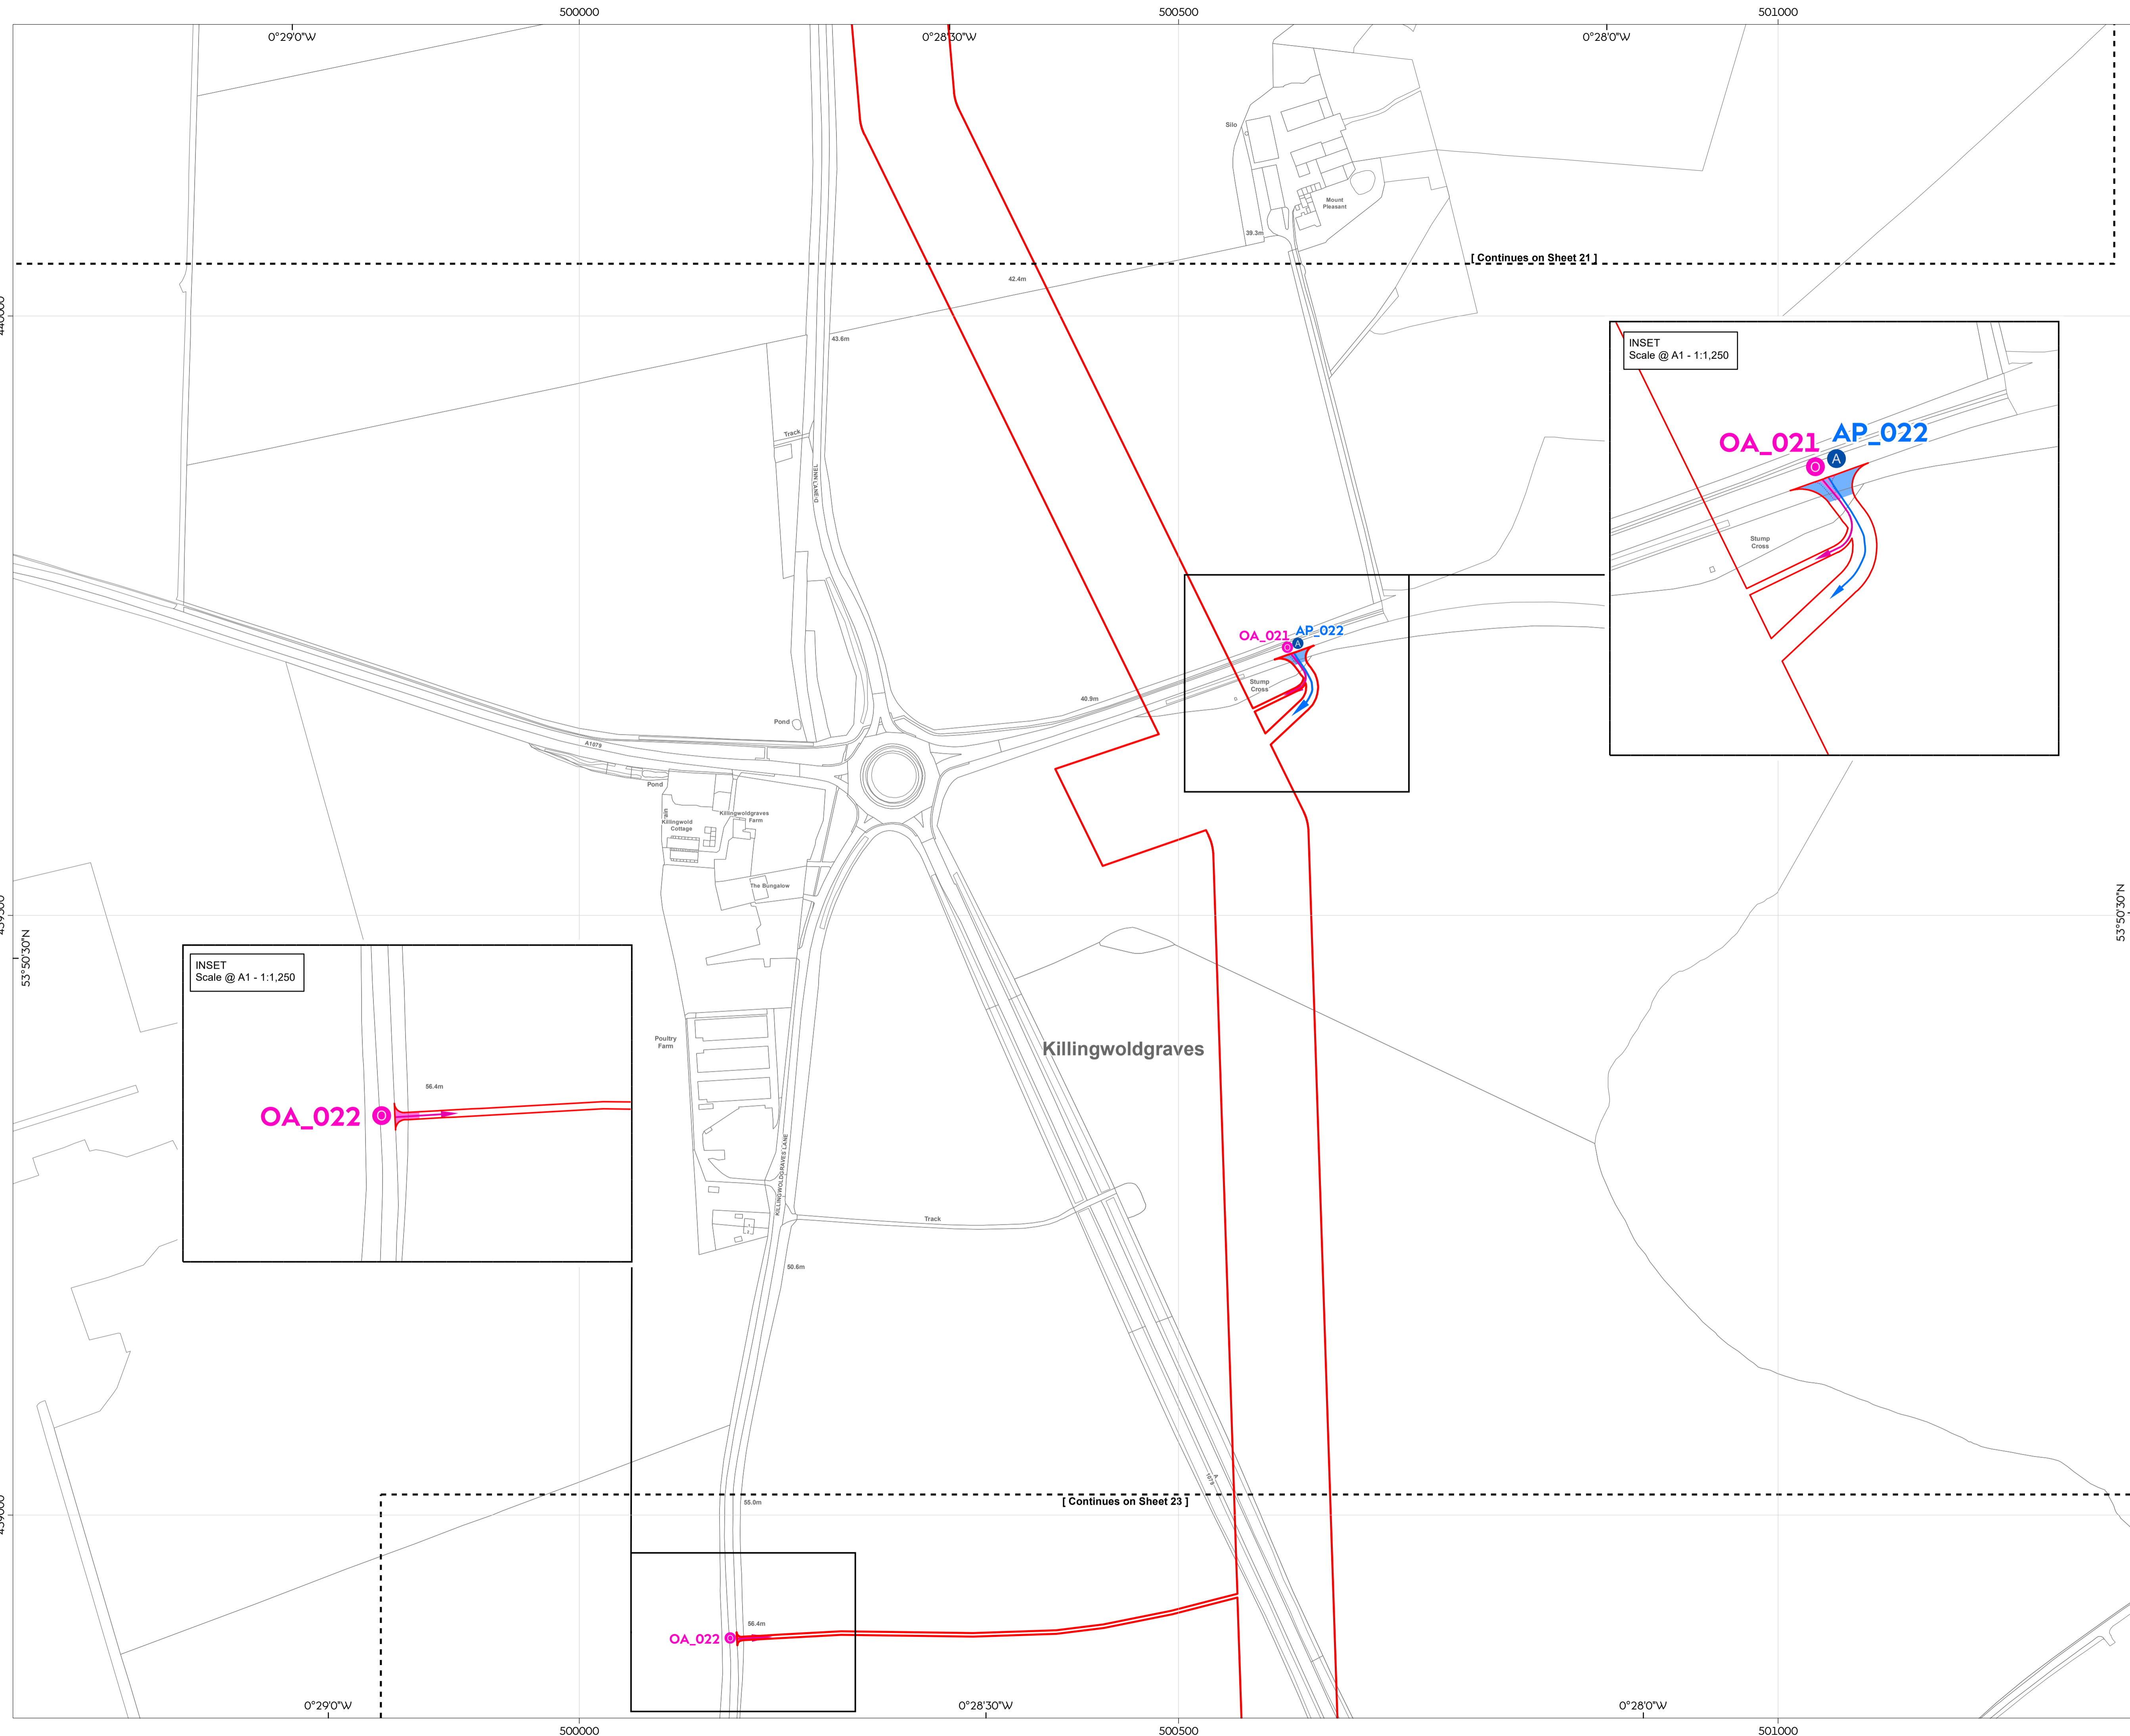 500000
500500
501000
0°29'0"W
0°28'30"W
0°28'0"W
Silo
Mount
Pleasant
39.3m
[ Continues on Sheet 21 ]
42.4m
440000
43.6m
INSET
Scale @ A1 - 1:1,250
OA_021
AP_022
O
A
Stump
Cross
Track
OA_021
AP_022
O
A
Stump
Cross
40.9m
Pond
A1079
Pond
Killingwoldgraves
Farm
Killingwold
Cottage
The Bungalow
53°50'30"N
53°50'30"N
INSET
Scale @ A1 - 1:1,250
56.4m
OA_022
O
Poultry
Farm
Killingwoldgraves
KILLINGWOLDGRAVES LANE
Track
50.6m
A
1079
55.0m
[ Continues on Sheet 23 ]
56.4m
OA_022
O
0°29'0"W
0°28'30"W
0°28'0"W
500000
500500
501000